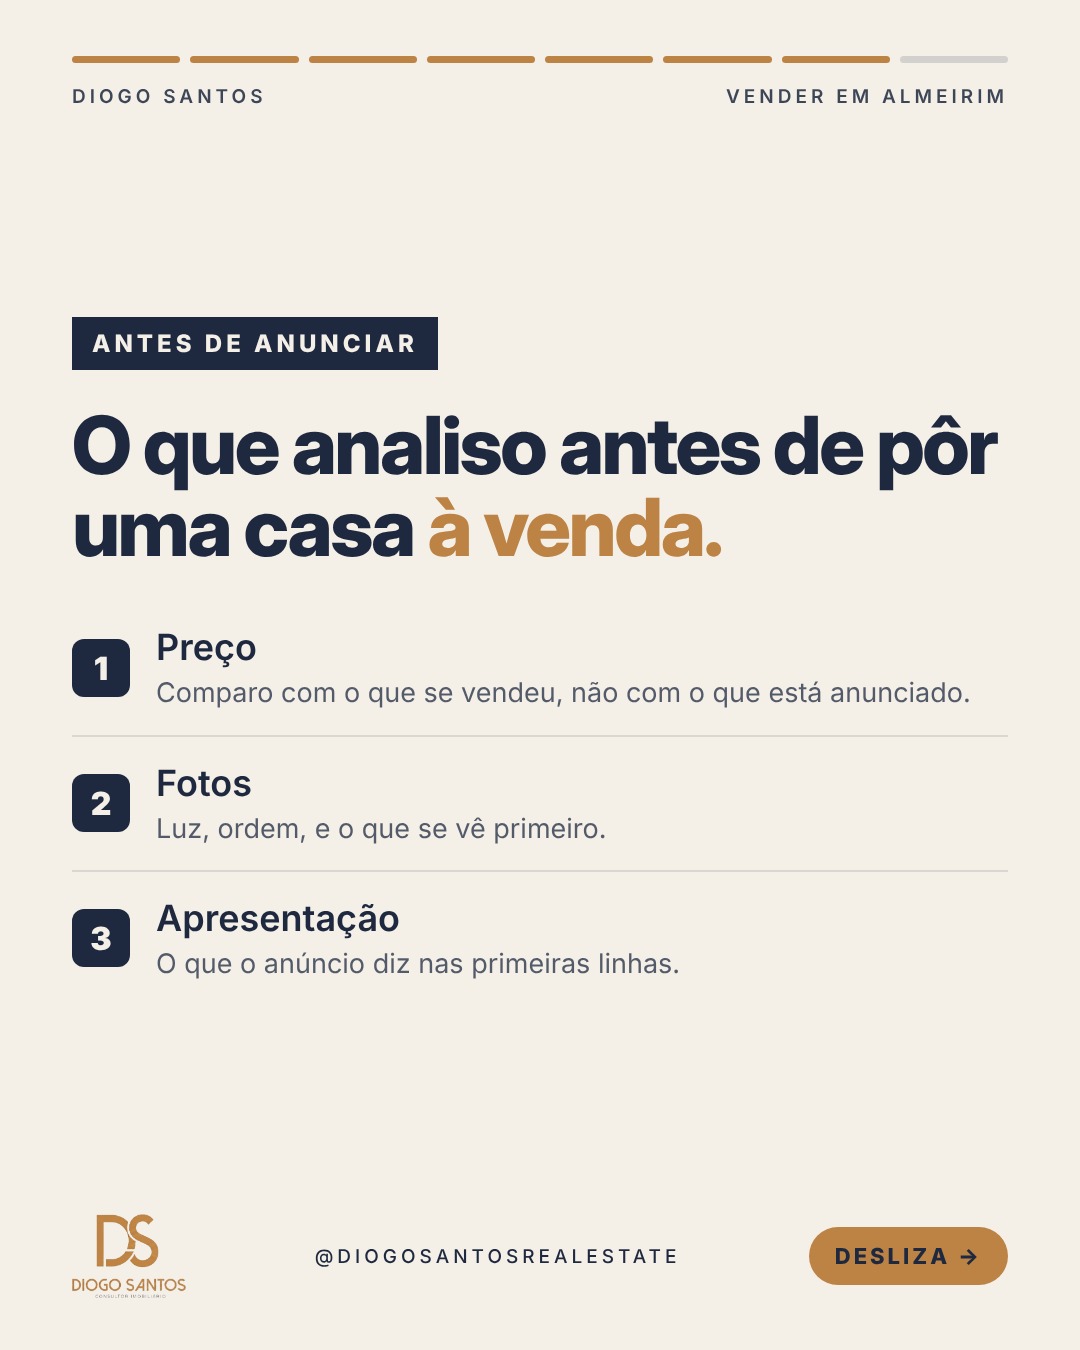 DIOGO SANTOS
VENDER EM ALMEIRIM
ANTES DE ANUNCIAR
O que analiso antes de pôr
uma casa à venda.
1
Preço
Comparo com o que se vendeu, não com o que está anunciado.
2
Fotos
Luz, ordem, e o que se vê primeiro.
3
Apresentação
O que o anúncio diz nas primeiras linhas.
DS
DIOGO SANTOS
CONSULTOR IMOBILIÁRIO
@DIOGOSANTOSREALESTATE
DESLIZA →